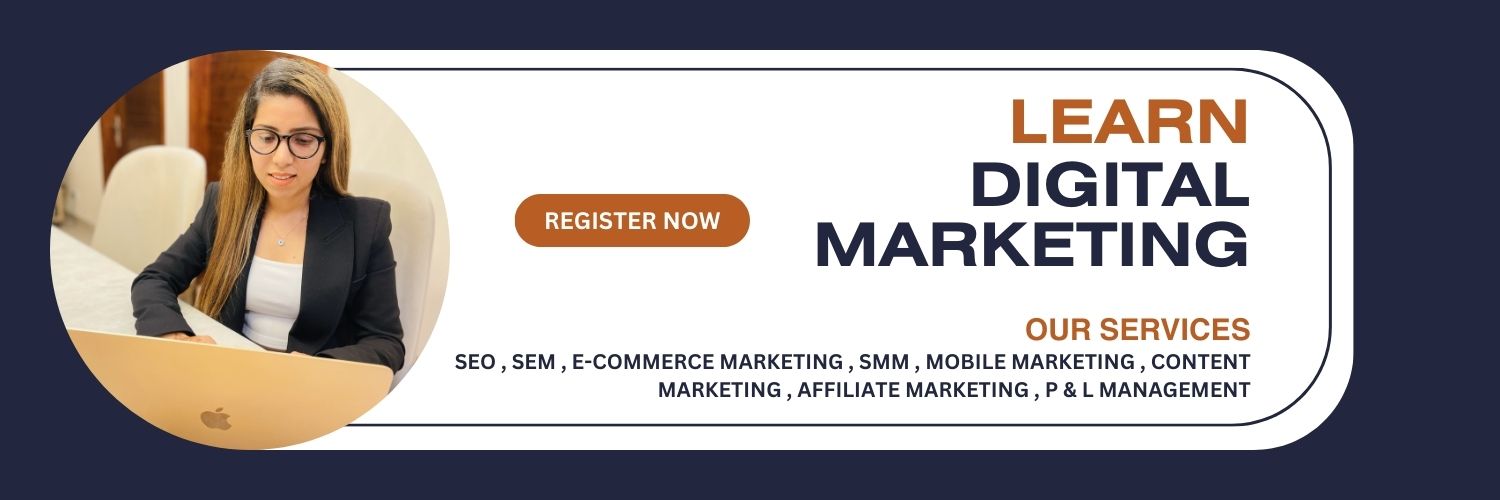 LEARN
DIGITAL
MARKETING
REGISTER NOW
OUR SERVICES
SEO , SEM , E-COMMERCE MARKETING , SMM , MOBILE MARKETING , CONTENT
MARKETING , AFFILIATE MARKETING , P & L MANAGEMENT